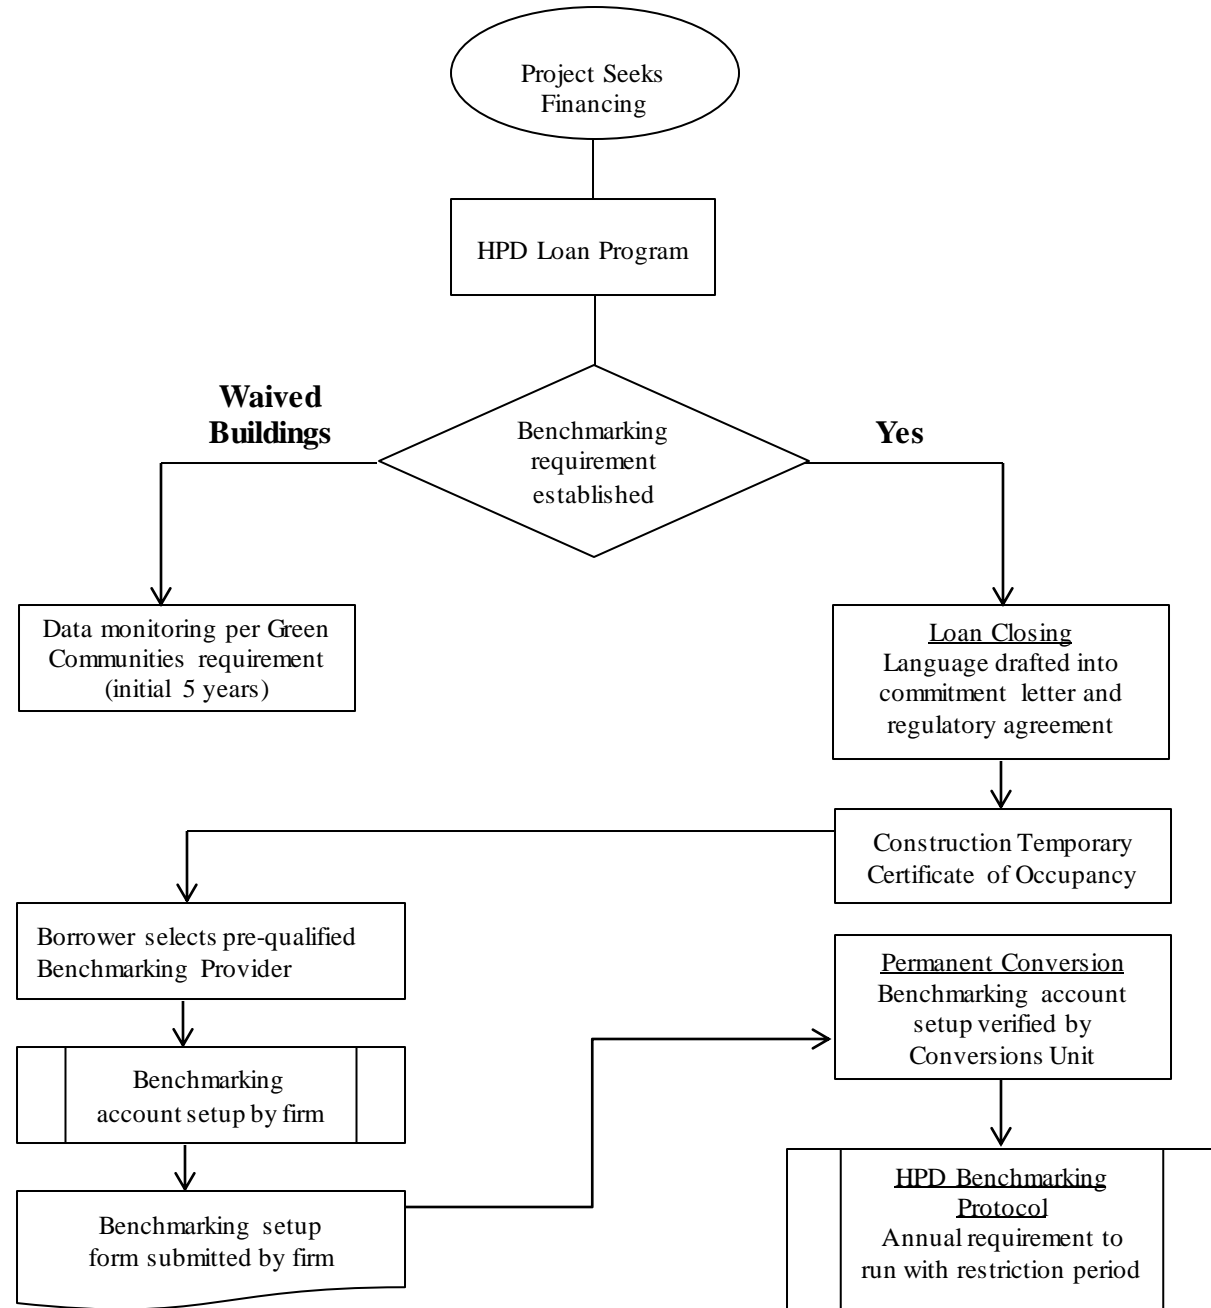 Project Seeks
Financing
HPD Loan Program
Waived
Buildings
Benchmarking
requirement
established
Yes
Data monitoring per Green
Communities requirement
(initial 5 years)
Loan Closing
Language drafted into
commitment letter and
regulatory agreement
Construction Temporary
Certificate of Occupancy
Borrower selects pre-qualified
Benchmarking Provider
Benchmarking
account setup by firm
Benchmarking setup
form submitted by firm
Permanent Conversion
Benchmarking account
setup verified by
Conversions Unit
HPD Benchmarking
Protocol
Annual requirement to
run with restriction period